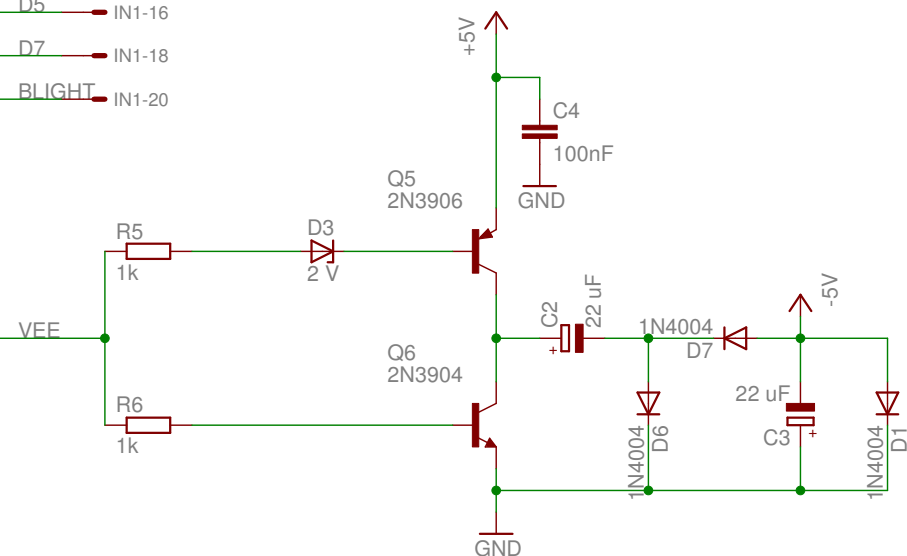 D5
IN1-16
D7
IN1-18
BLIGHT
IN1-20
+5V
C4
100nF
GND
Q5
2N3906
R5
1k
D3
2 V
VEE
C2
22 uF
+
1N4004
D7
-5V
Q6
2N3904
R6
1k
1N4004
D6
22 uF
C3
+
1N4004
D1
GND